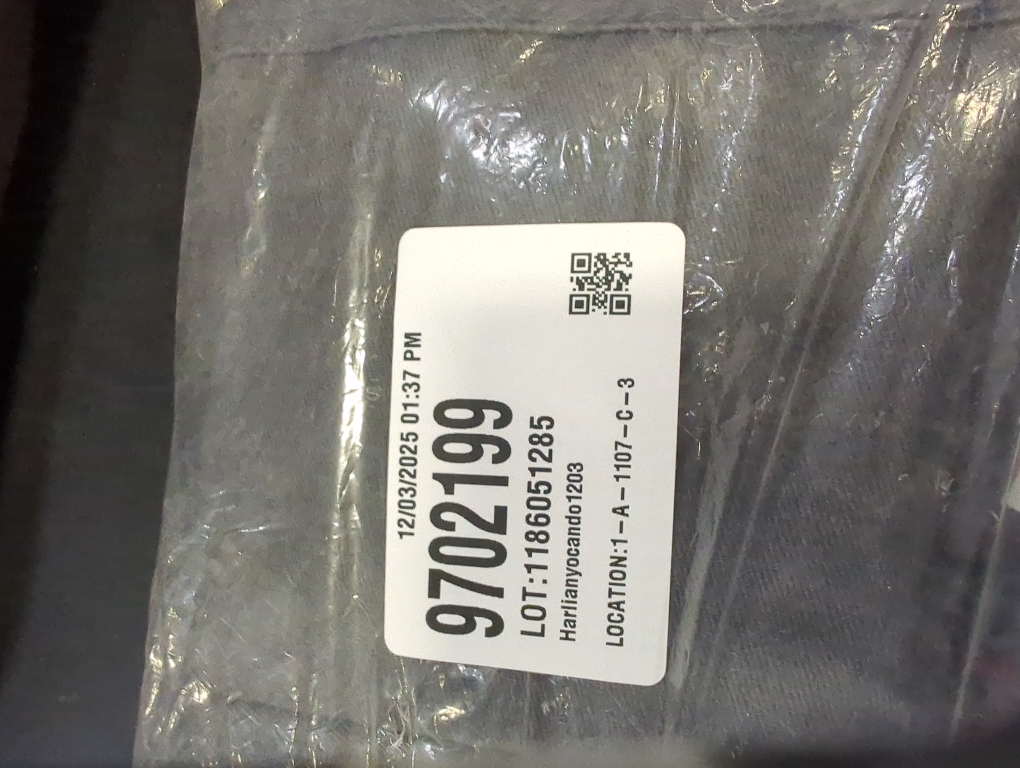 12/03/2025 01:37 PM
9702199
LOT:1186051285
Harlianyocando1203
LOCATION:1-A-1107-C-3